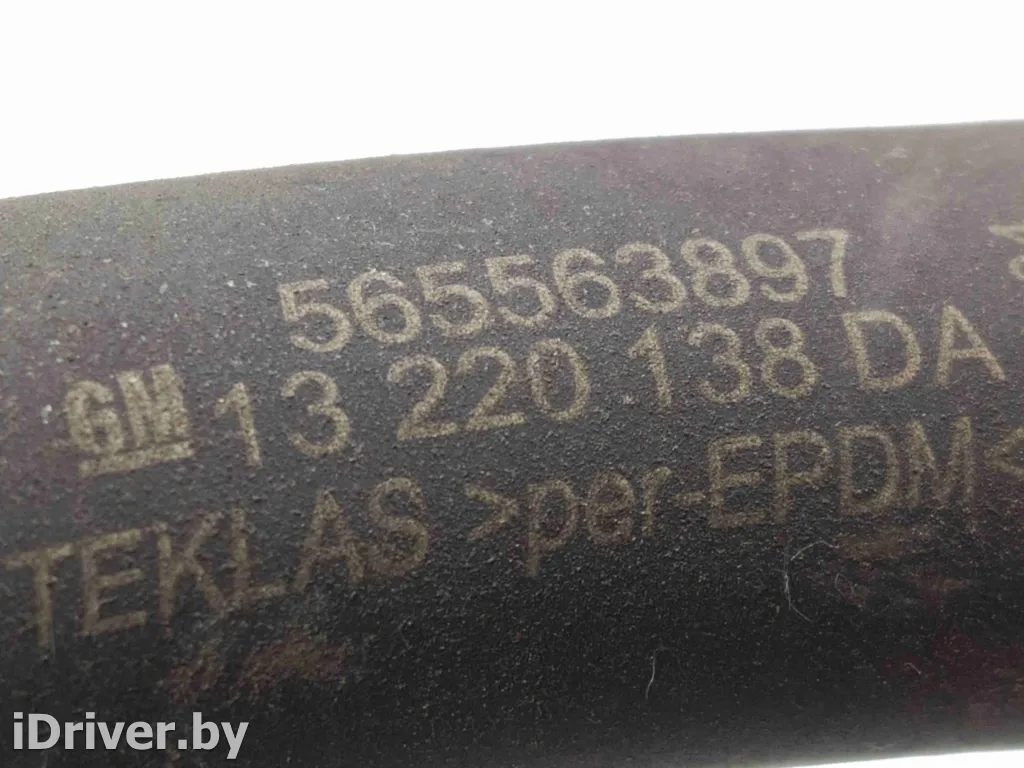 565563897
GM 13 220 138 DA
TEKLAS >per-EPDM<
iDriver.by